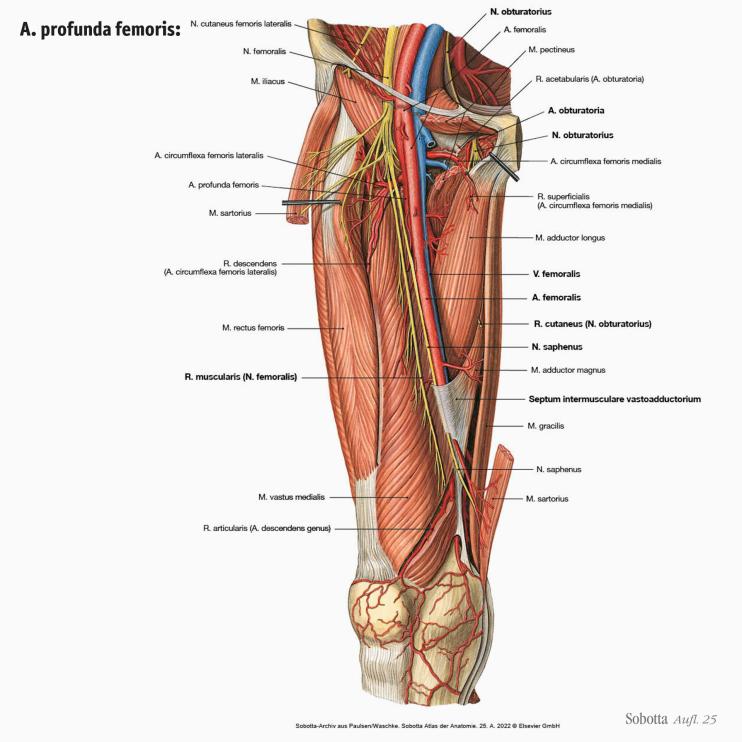 A. profunda femoris:
N. cutaneus femoris lateralis
N. femoralis
M. iliacus
A. circumflexa femoris lateralis
A. profunda femoris
M. sartorius
R. descendens
(A. circumflexa femoris lateralis)
M. rectus femoris
R. muscularis (N. femoralis)
M. vastus medialis
R. articularis (A. descendens genus)
N. obturatorius
A. femoralis
M. pectineus
R. acetabularis (A. obturatoria)
A. obturatoria
N. obturatorius
A. circumflexa femoris medialis
R. superficialis
(A. circumflexa femoris medialis)
M. adductor longus
V. femoralis
A. femoralis
R. cutaneus (N. obturatorius)
N. saphenus
M. adductor magnus
Septum intermusculare vastoadductorium
M. gracilis
N. saphenus
M. sartorius
Sobotta-Archiv aus Paulsen/Waschke. Sobotta Atlas der Anatomie. 25. A. 2022 © Elsevier GmbH
Sobotta Aufl. 25